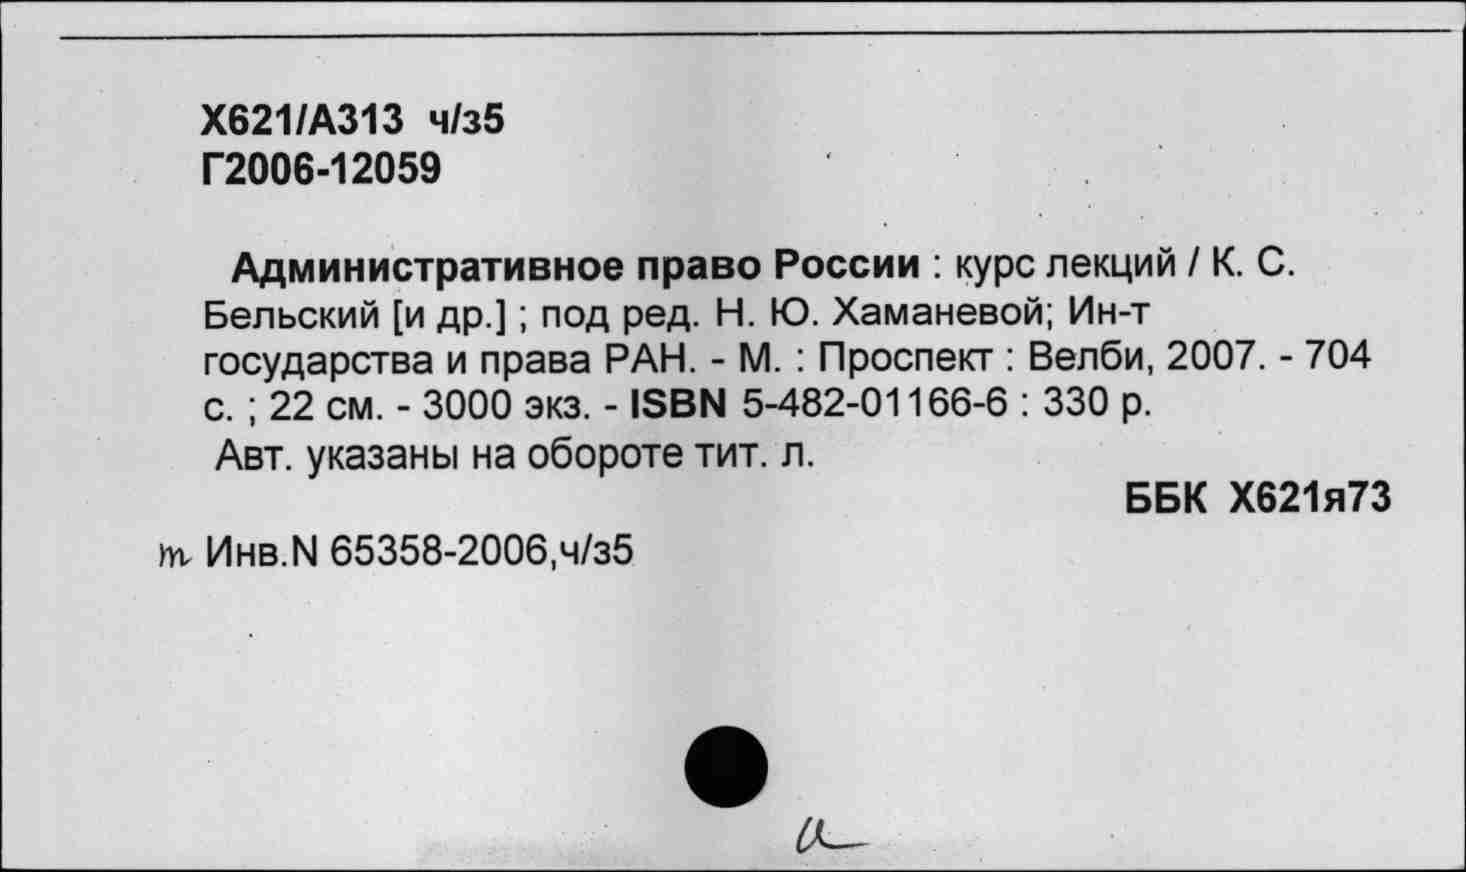 Х621/А313 ч/з5
Г2006-12059
Административное право России : курс лекций / К. С.
Бельский [и др.] ; под ред. Н. Ю. Хаманевой; Ин-т
государства и права РАН. - М. : Проспект : Велби, 2007. - 704
с. ; 22 см. - 3000 экз. - ISBN 5-482-01166-6 : 330 р.
Авт. указаны на обороте тит. л.
ББК Х621я73
Инв.N 65358-2006,ч/з5